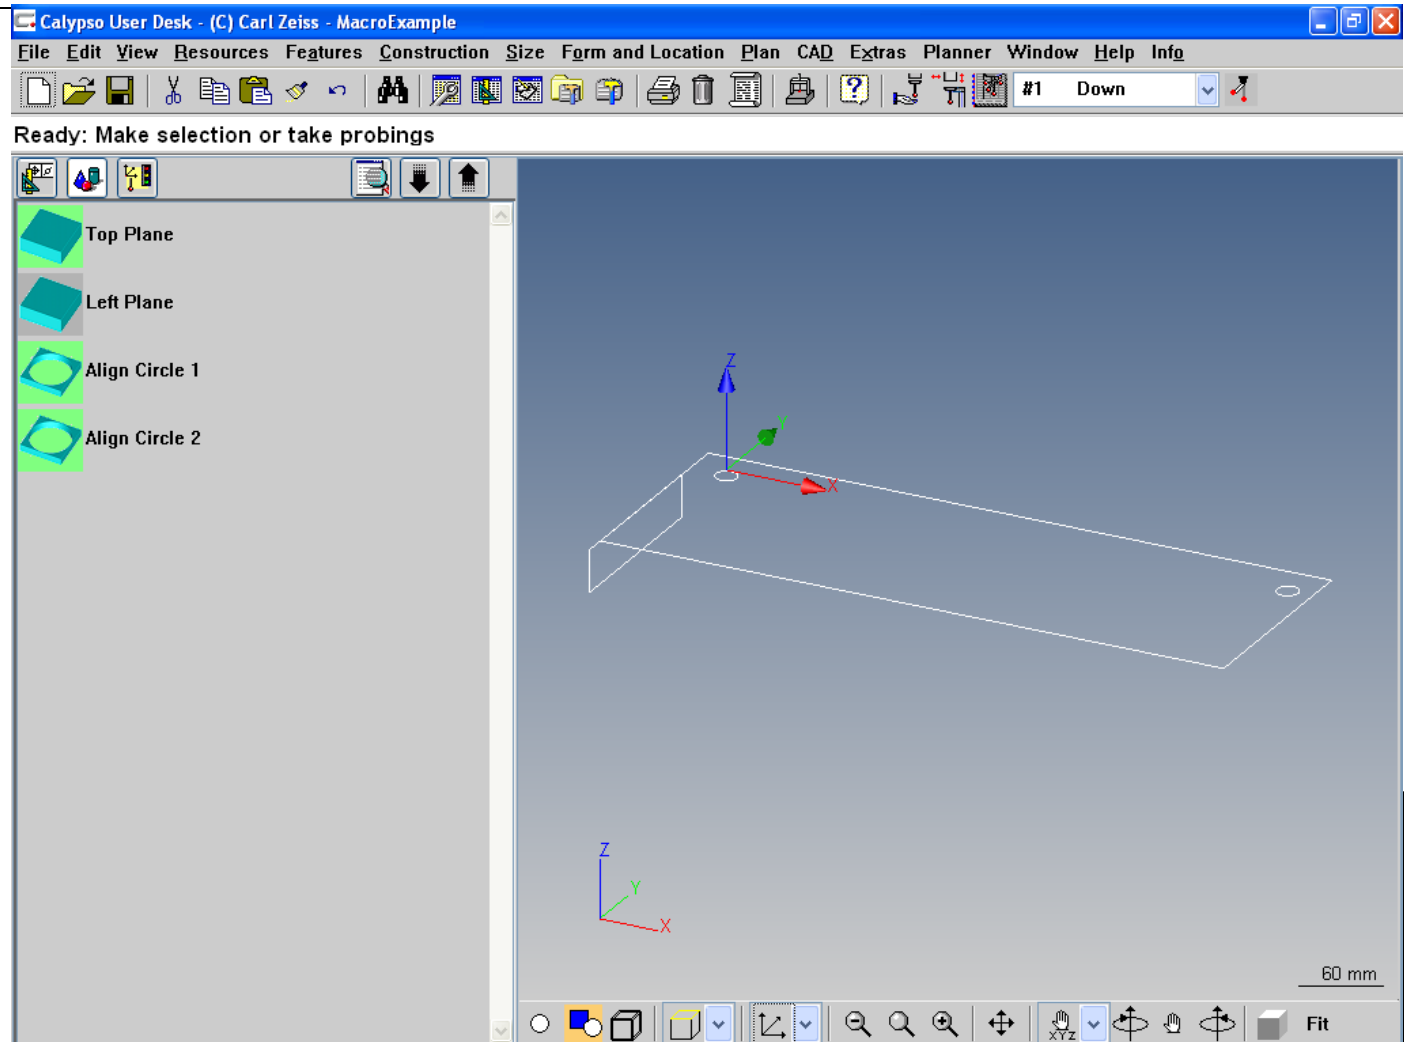 Calypso User Desk - (C) Carl Zeiss - MacroExample
File Edit View Resources Features Construction Size Form and Location Plan CAD Extras Planner Window Help Info
#1 Down
Ready: Make selection or take probings
Top Plane
Left Plane
Align Circle 1
Align Circle 2
Z
Y
X
Z
Y
X
60 mm
XYZ
Fit